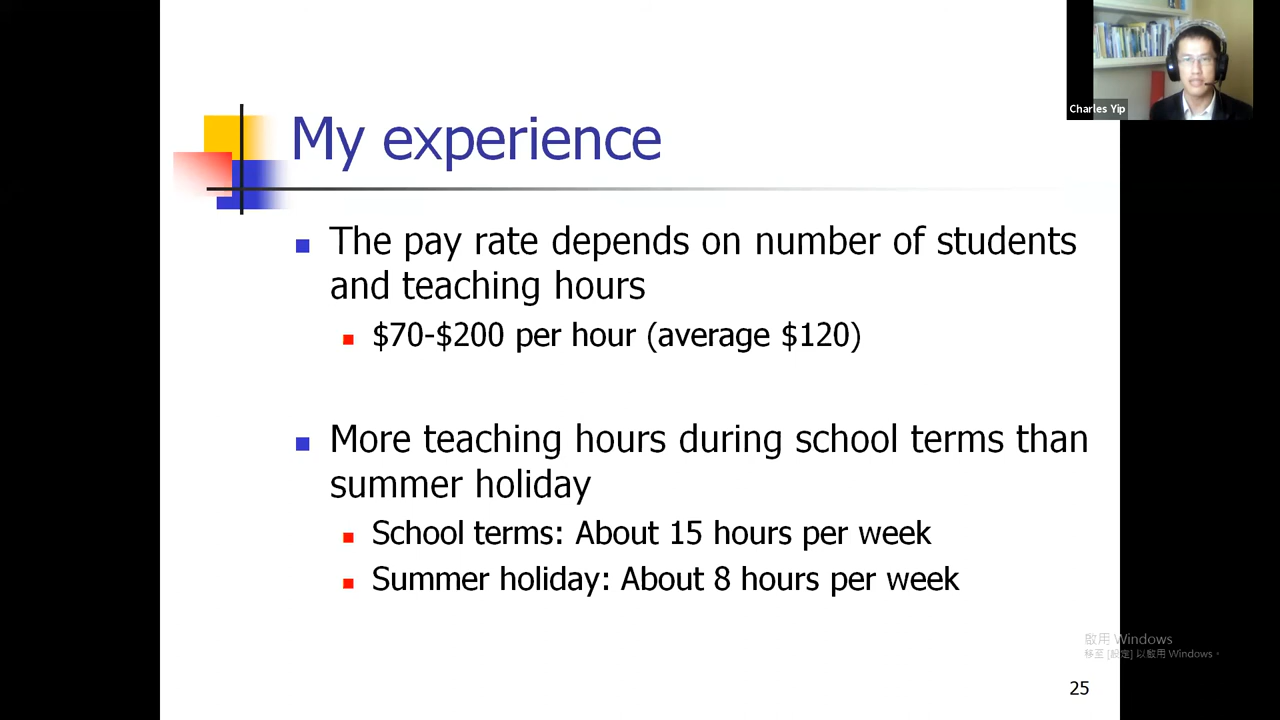 Charles Yip
My experience
The pay rate depends on number of students
and teaching hours
$70-$200 per hour (average $120)
More teaching hours during school terms than
summer holiday
School terms: About 15 hours per week
Summer holiday: About 8 hours per week
啟用 Windows
移至 [設定] 以啟用 Windows。
25